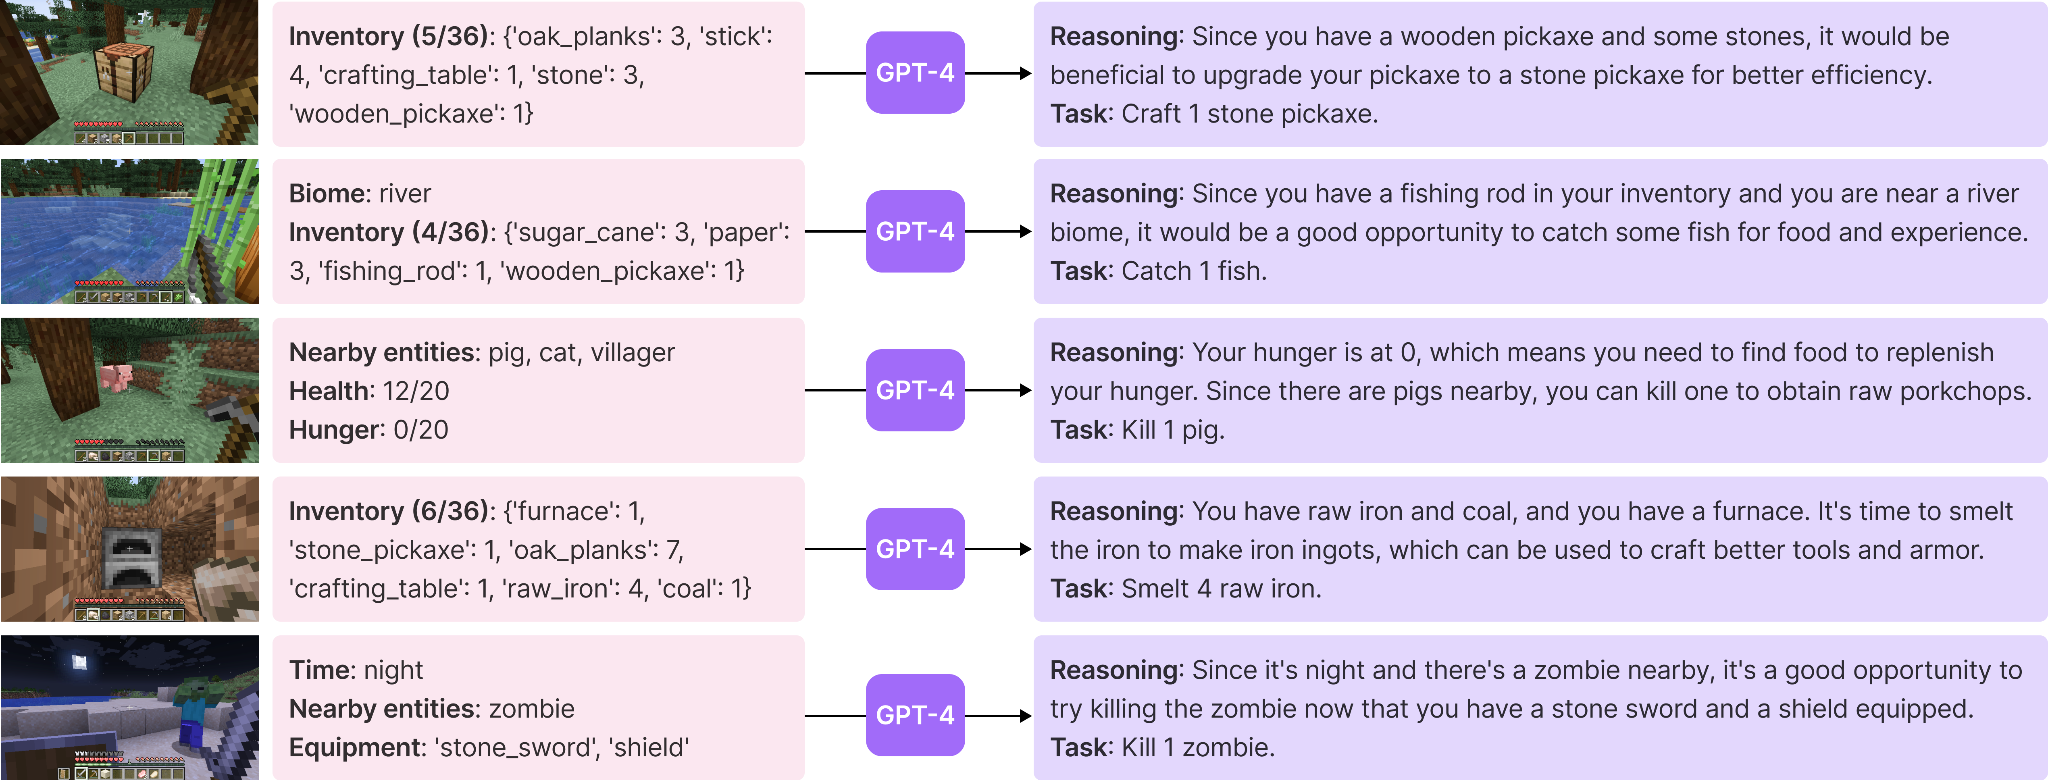 Inventory (5/36): {'oak_planks': 3, 'stick':
4, 'crafting_table': 1, 'stone': 3,
'wooden_pickaxe': 1}
GPT-4
Reasoning: Since you have a wooden pickaxe and some stones, it would be
beneficial to upgrade your pickaxe to a stone pickaxe for better efficiency.
Task: Craft 1 stone pickaxe.
Biome: river
Inventory (4/36): {'sugar_cane': 3, 'paper':
3, 'fishing_rod': 1, 'wooden_pickaxe': 1}
GPT-4
Reasoning: Since you have a fishing rod in your inventory and you are near a river
biome, it would be a good opportunity to catch some fish for food and experience.
Task: Catch 1 fish.
Nearby entities: pig, cat, villager
Health: 12/20
Hunger: 0/20
GPT-4
Reasoning: Your hunger is at 0, which means you need to find food to replenish
your hunger. Since there are pigs nearby, you can kill one to obtain raw porkchops.
Task: Kill 1 pig.
Inventory (6/36): {'furnace': 1,
'stone_pickaxe': 1, 'oak_planks': 7,
'crafting_table': 1, 'raw_iron': 4, 'coal': 1}
GPT-4
Reasoning: You have raw iron and coal, and you have a furnace. It's time to smelt
the iron to make iron ingots, which can be used to craft better tools and armor.
Task: Smelt 4 raw iron.
Time: night
Nearby entities: zombie
Equipment: 'stone_sword', 'shield'
GPT-4
Reasoning: Since it's night and there's a zombie nearby, it's a good opportunity to
try killing the zombie now that you have a stone sword and a shield equipped.
Task: Kill 1 zombie.